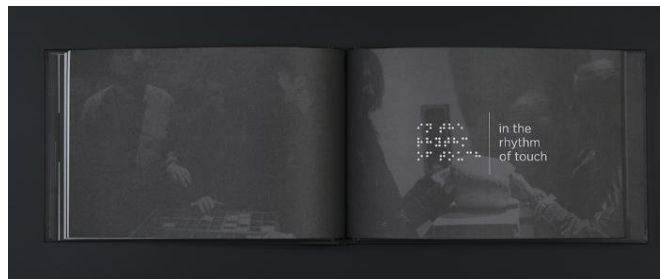 ⠊⠝ ⠞⠓⠑
⠗⠓⠽⠞⠓⠍
⠕⠋ ⠞⠕⠥⠉⠓
in the
rhythm
of touch